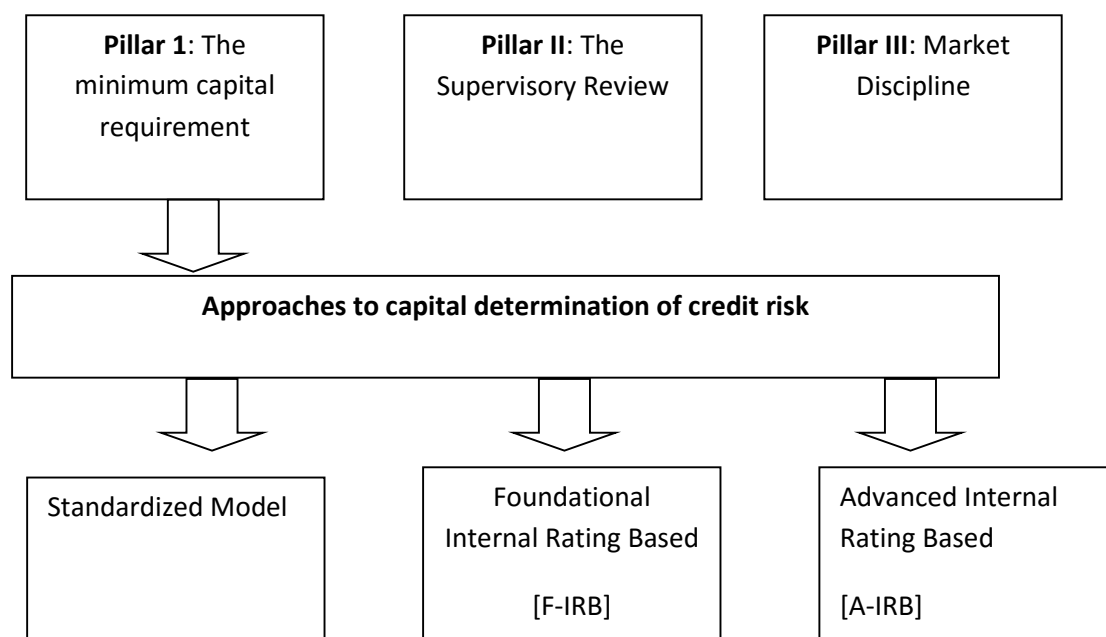 Pillar 1: The
minimum capital
requirement
Pillar II: The
Supervisory Review
Pillar III: Market
Discipline
Approaches to capital determination of credit risk
Standardized Model
Foundational
Internal Rating Based
[F-IRB]
Advanced Internal
Rating Based
[A-IRB]